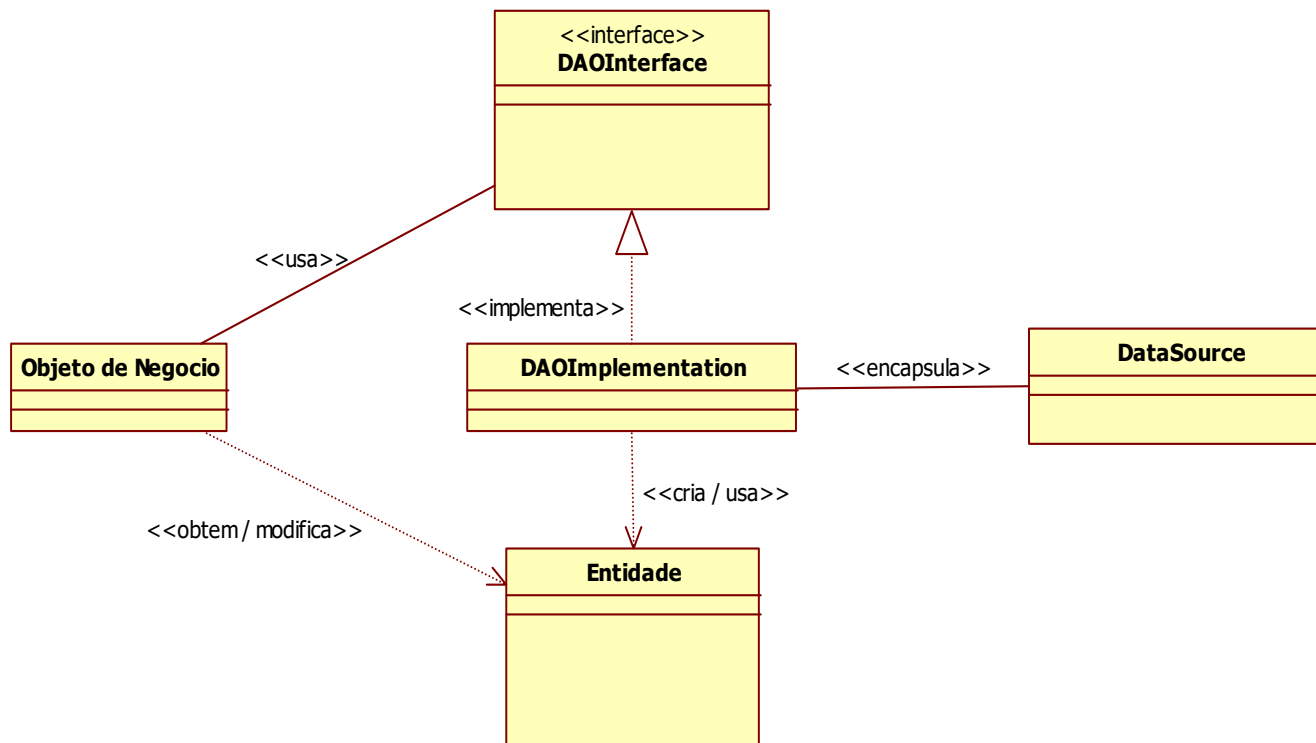 <<interface>>
DAOInterface
<<usa>>
<<implementa>>
Objeto de Negocio
DAOImplementation
<<encapsula>>
DataSource
<<cria / usa>>
<<obtem / modifica>>
Entidade